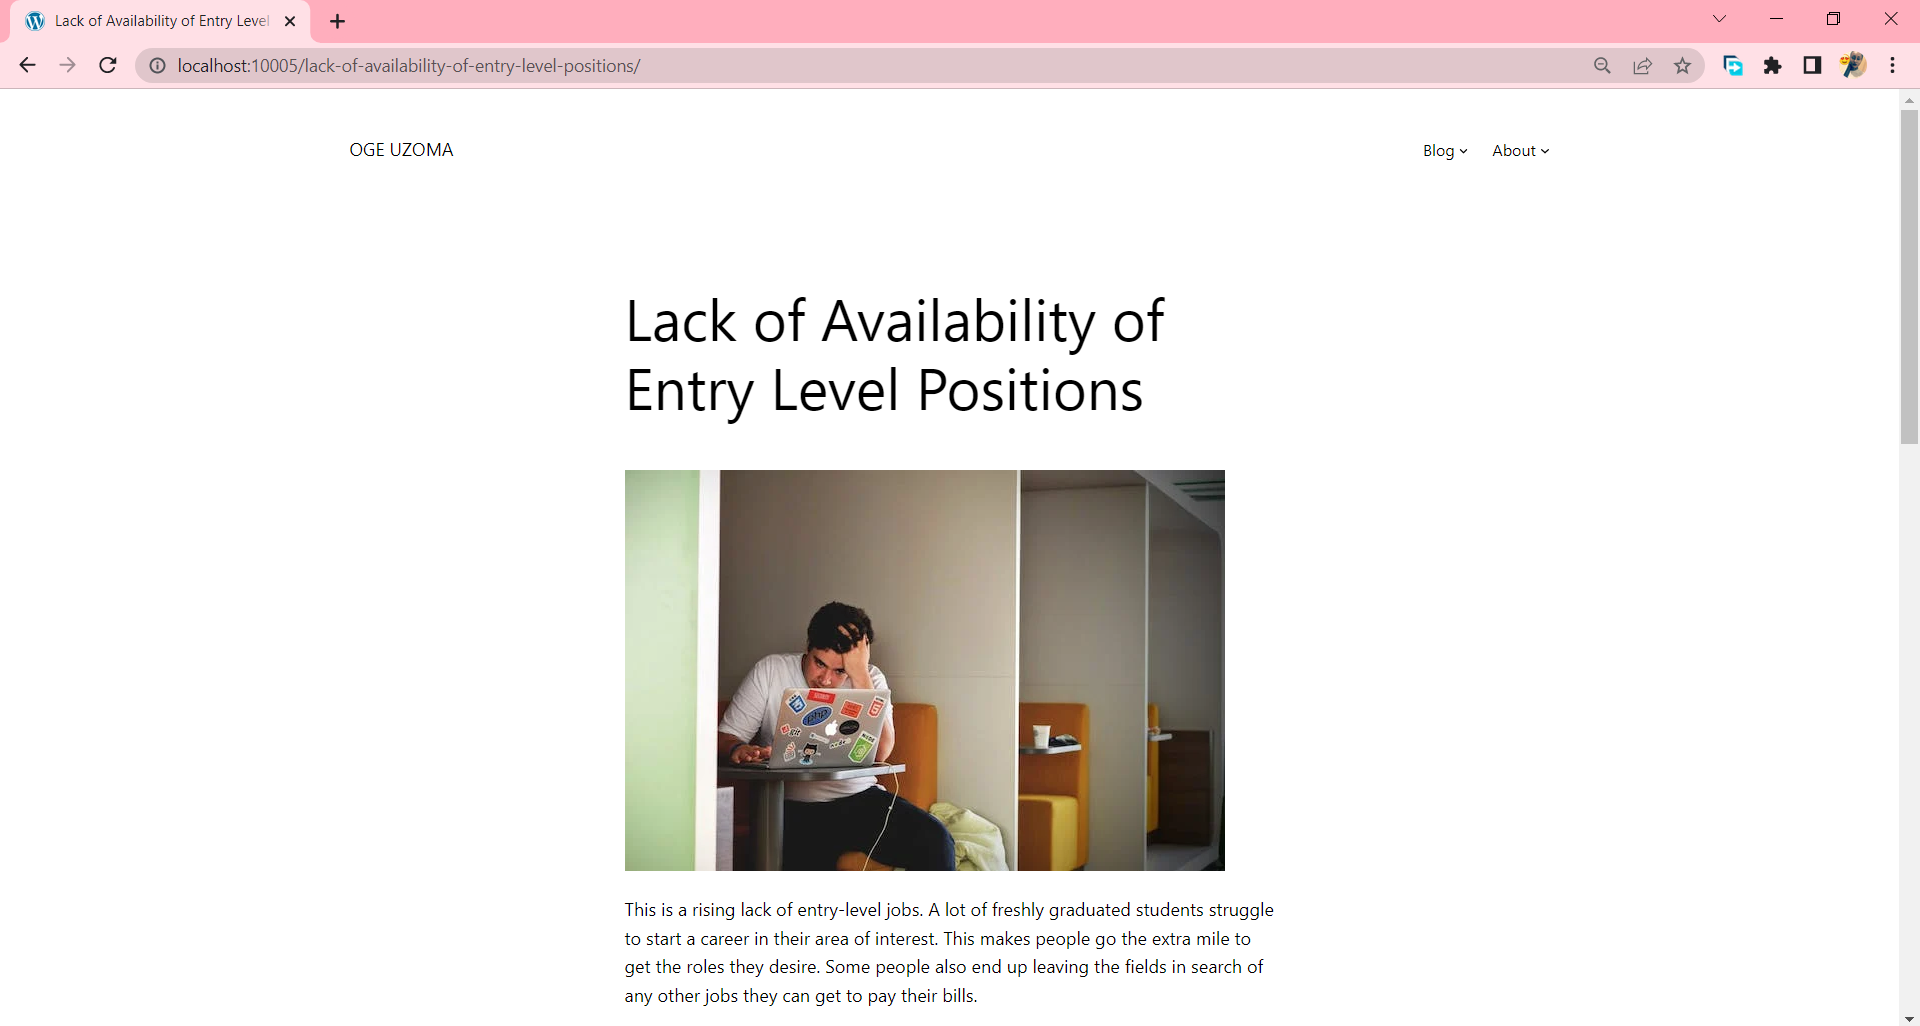 Lack of Availability of Entry Level
localhost:10005/lack-of-availability-of-entry-level-positions/
OGE UZOMA
Blog
About
Lack of Availability of
Entry Level Positions
php
git
NODE
This is a rising lack of entry-level jobs. A lot of freshly graduated students struggle
to start a career in their area of interest. This makes people go the extra mile to
get the roles they desire. Some people also end up leaving the fields in search of
any other jobs they can get to pay their bills.